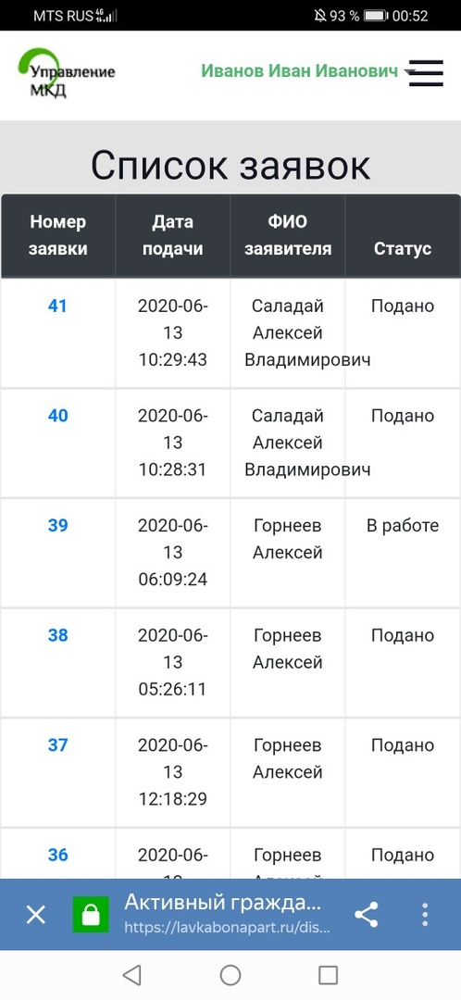 MTS RUS 4G 93 % 00:52
Управление
МКД
Иванов Иван Иванович
Список заявок
Номер заявки Дата подачи ФИО заявителя Статус
41 2020-06- Саладай Подано
13 Алексей
10:29:43 Владимирович
40 2020-06- Саладай Подано
13 Алексей
10:28:31 Владимирович
39 2020-06- Горнеев В работе
13 Алексей
06:09:24
38 2020-06- Горнеев Подано
13 Алексей
05:26:11
37 2020-06- Горнеев Подано
13 Алексей
12:18:29
36 2020-06- Горнеев Подано
Активный гражда...
https://lavkabonapart.ru/dis...